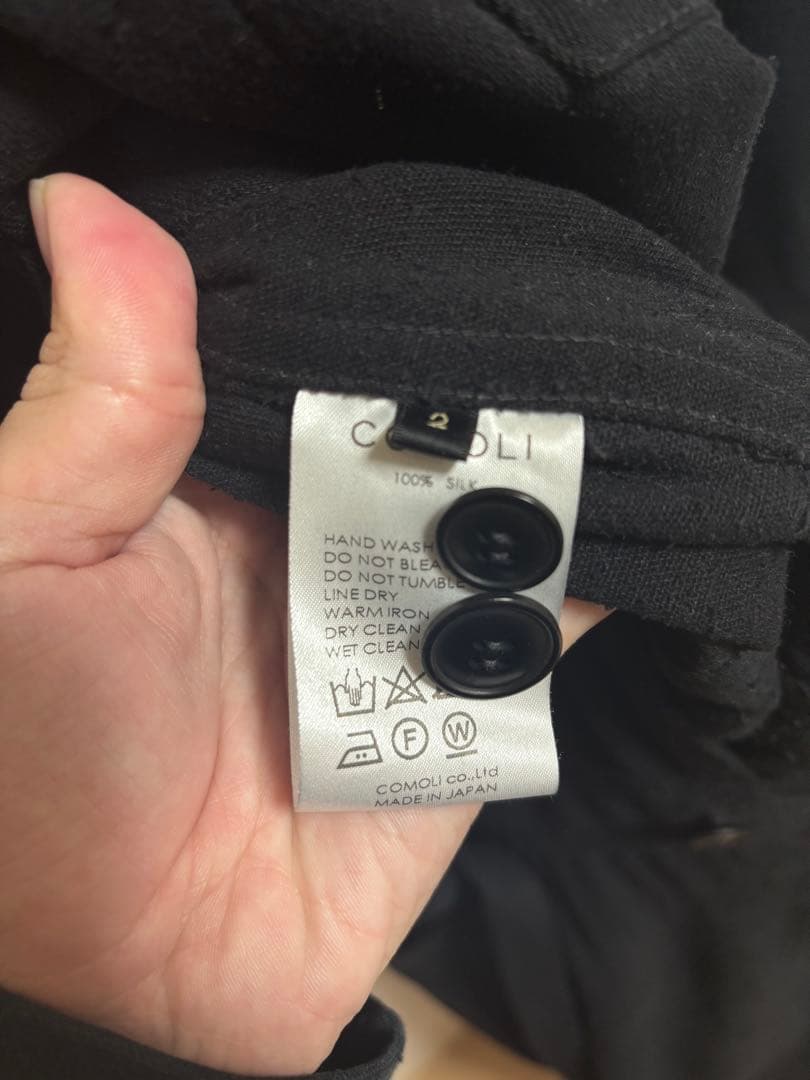 2
COMOLI
100% SILK
HAND WASH
DO NOT BLEA
DO NOT TUMBLE
LINE DRY
WARM IRON
DRY CLEAN
WET CLEAN
F W
COMOLI co.,Ltd
MADE IN JAPAN